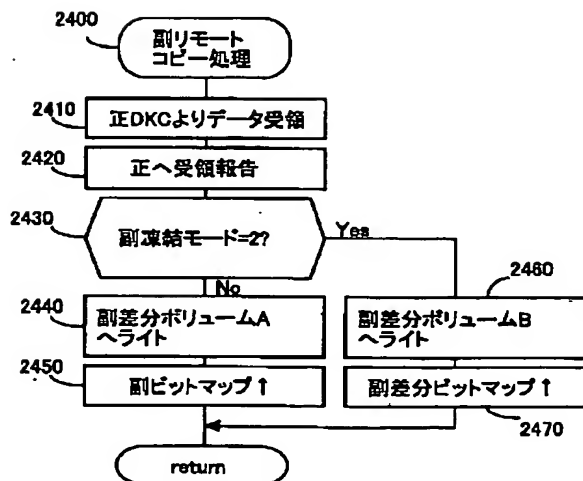 2400
副リモート
コピー処理
2410
正DKCよりデータ受領
2420
正へ受領報告
2430
副凍結モード=2?
Yes
No
2440
副差分ボリュームA
へライト
2460
副差分ボリュームB
へライト
2450
副ビットマップ↑
副差分ビットマップ↑
2470
return